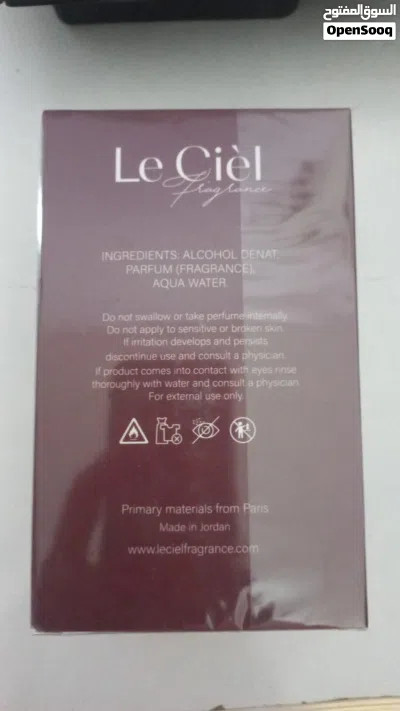 السوق المفتوح
OpenSooq
Le Cièl
Fragrance
INGREDIENTS: ALCOHOL DENAT.
PARFUM (FRAGRANCE),
AQUA WATER.
Do not swallow or take perfume internally.
Do not apply to sensitive or broken skin.
If irritation develops and persists,
discontinue use and consult a physician.
If product comes into contact with eyes rinse
thoroughly with water and consult a physician.
For external use only.
Primary materials from Paris
Made in Jordan
www.lecielfragrance.com